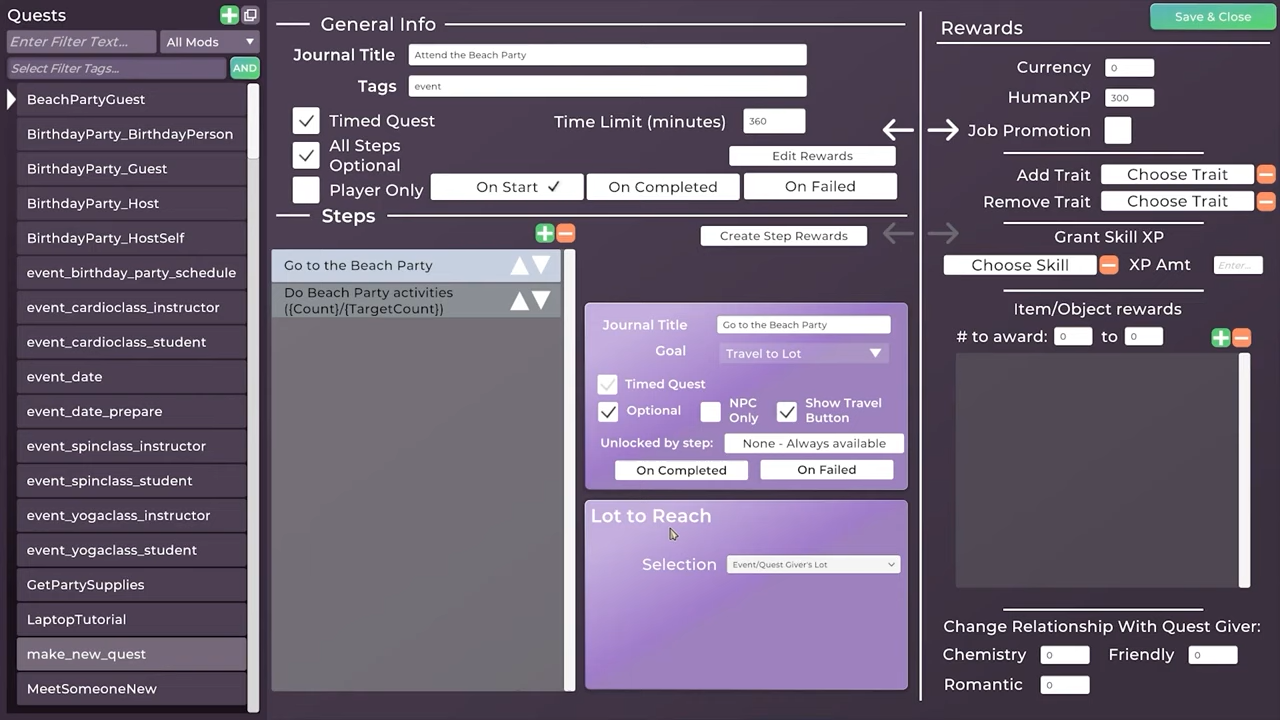 Quests
Enter Filter Text...
All Mods
Select Filter Tags...
AND
BeachPartyGuest
BirthdayParty_BirthdayPerson
BirthdayParty_Guest
BirthdayParty_Host
BirthdayParty_HostSelf
event_birthday_party_schedule
event_cardioclass_instructor
event_cardioclass_student
event_date
event_date_prepare
event_spinclass_instructor
event_spinclass_student
event_yogaclass_instructor
event_yogaclass_student
GetPartySupplies
LaptopTutorial
make_new_quest
MeetSomeoneNew
General Info
Journal Title
Attend the Beach Party
Tags
event
Timed Quest
Time Limit (minutes)
360
All Steps
Optional
Edit Rewards
Player Only
On Start
On Completed
On Failed
Steps
Create Step Rewards
Go to the Beach Party
Do Beach Party activities
({Count}/{TargetCount})
Journal Title
Go to the Beach Party
Goal
Travel to Lot
Timed Quest
Optional
NPC
Only
Show Travel
Button
Unlocked by step:
None - Always available
On Completed
On Failed
Lot to Reach
Selection
Event/Quest Giver's Lot
Save & Close
Rewards
Currency
0
HumanXP
300
Job Promotion
Add Trait
Choose Trait
Remove Trait
Choose Trait
Grant Skill XP
Choose Skill
XP Amt
Enter...
Item/Object rewards
# to award:
0
to
0
Change Relationship With Quest Giver:
Chemistry
0
Friendly
0
Romantic
0